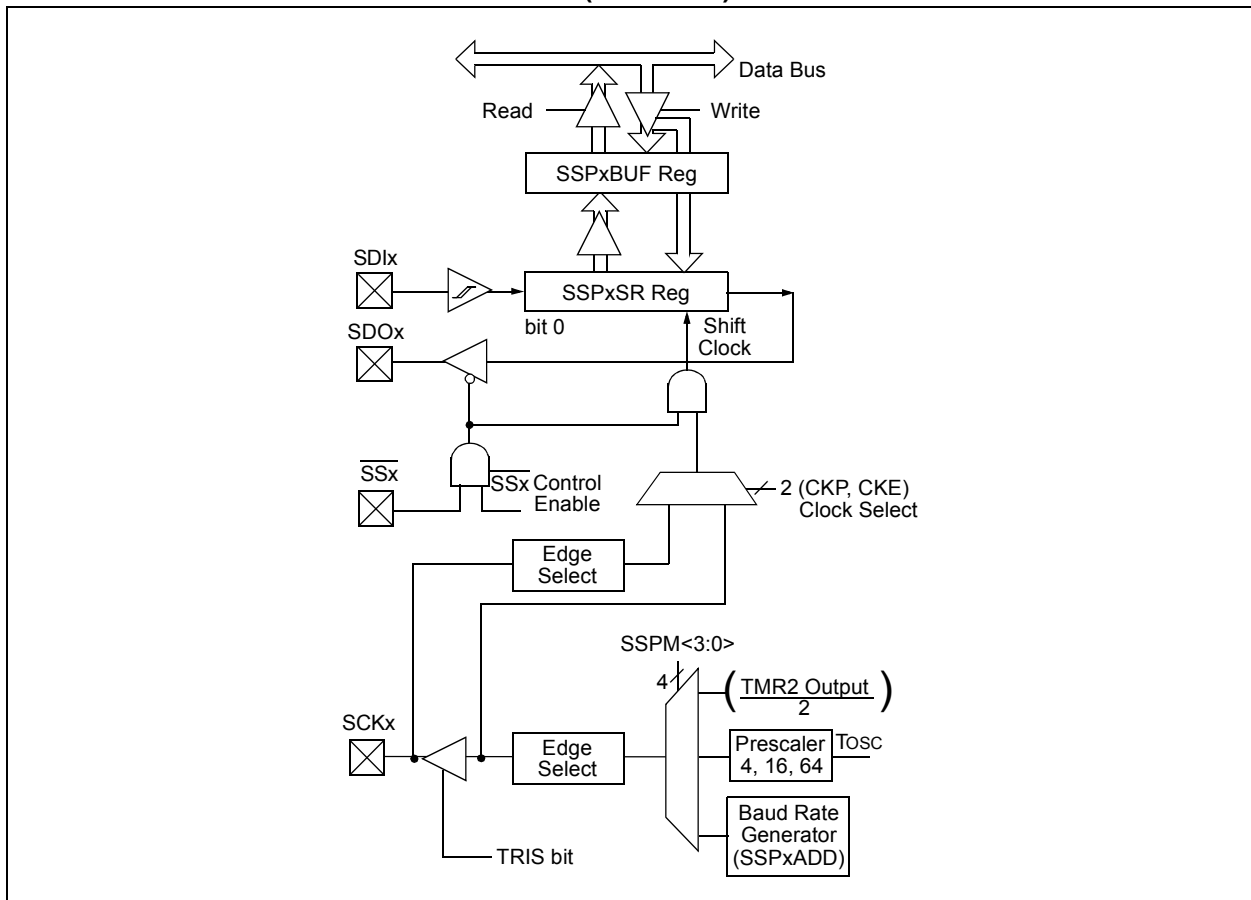 Data Bus
Read
Write
SSPxBUF Reg
SDIx
SSPxSR Reg
bit 0
Shift
Clock
SDOx
SSx
SSx Control
Enable
2 (CKP, CKE)
Clock Select
Edge
Select
SSPM<3:0>
4
(TMR2 Output)
2
SCKx
Edge
Select
Prescaler
4, 16, 64
TOSC
Baud Rate
Generator
(SSPxADD)
TRIS bit